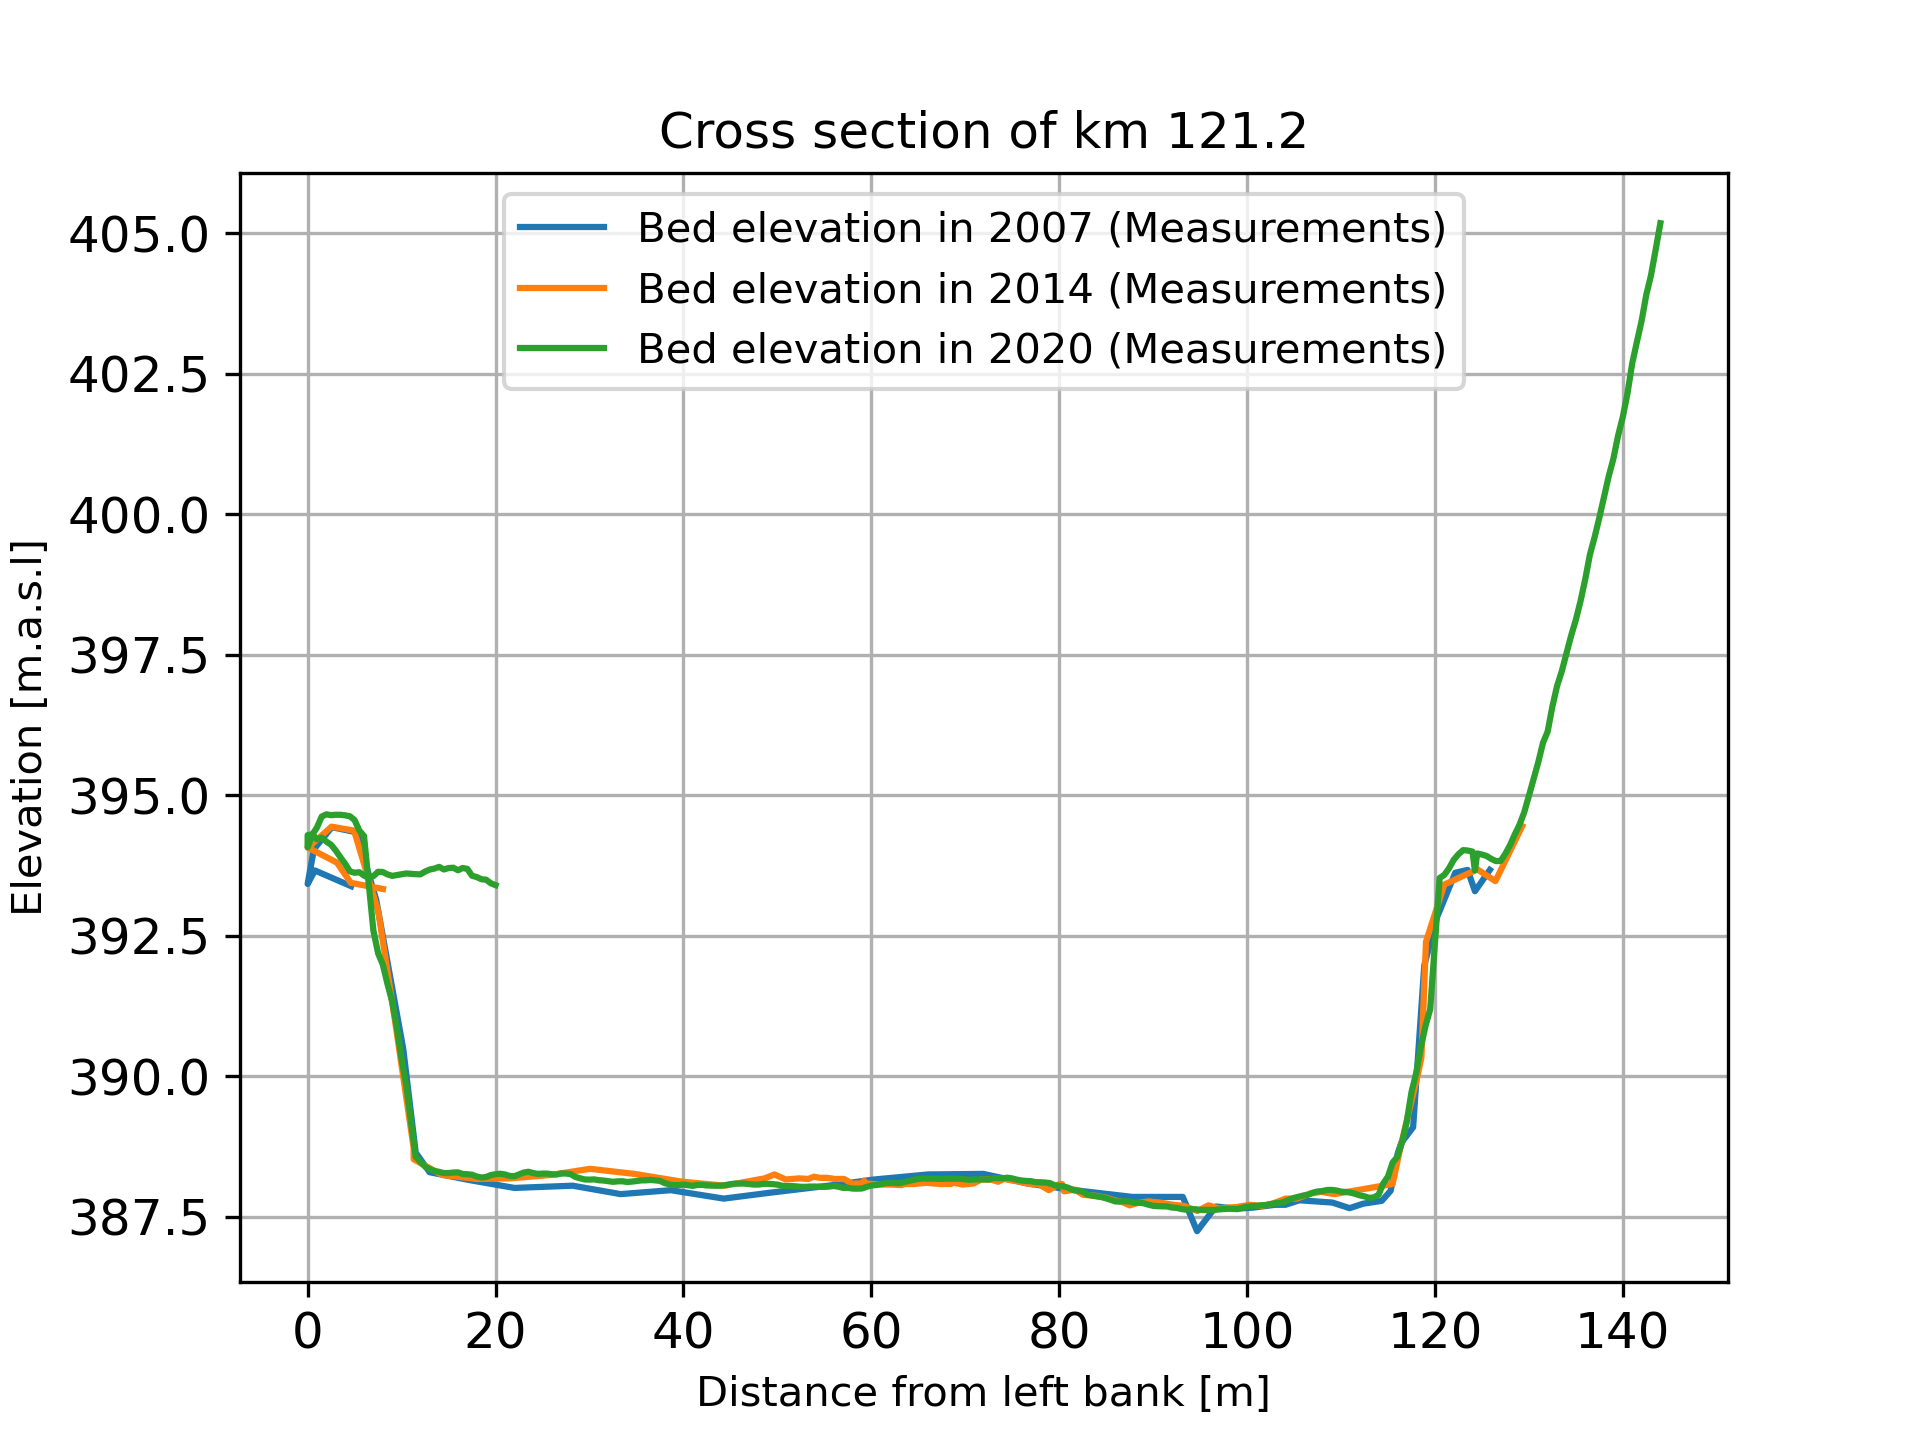 Cross section of km 121.2
Bed elevation in 2007 (Measurements)
Bed elevation in 2014 (Measurements)
Bed elevation in 2020 (Measurements)
Elevation [m.a.s.l]
405.0
402.5
400.0
397.5
395.0
392.5
390.0
387.5
0 20 40 60 80 100 120 140
Distance from left bank [m]